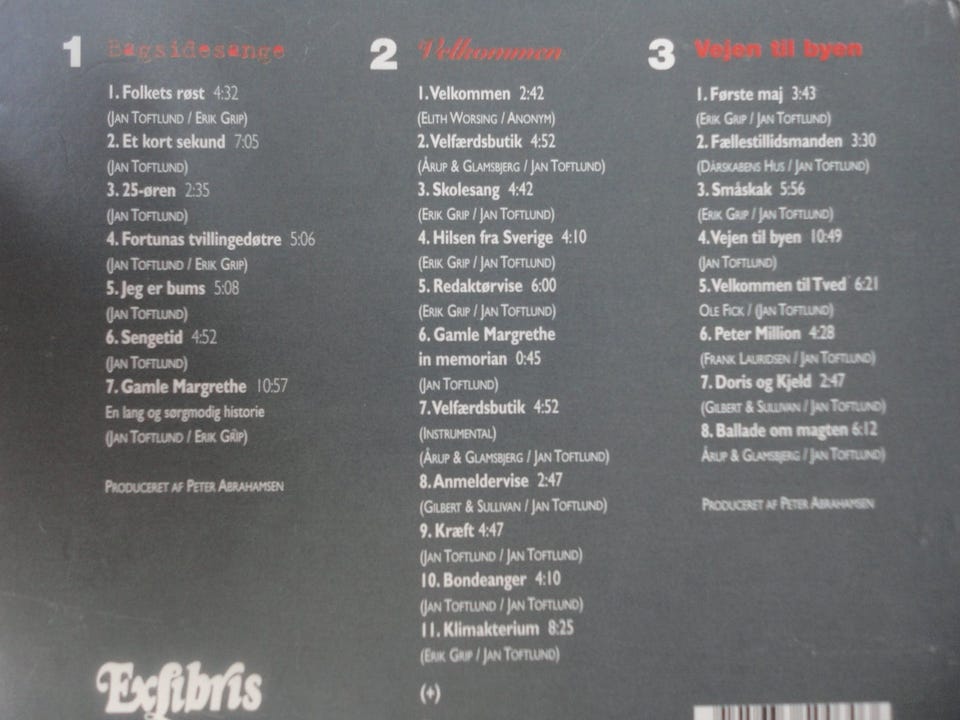 1 Bagsidesange
1. Folkets røst 4:32
(JAN TOFTLUND / ERIK GRIP)
2. Et kort sekund 7:05
(JAN TOFTLUND)
3. 25-øren 2:35
(JAN TOFTLUND)
4. Fortunas tvillingedøtre 5:06
(JAN TOFTLUND / ERIK GRIP)
5. Jeg er bums 5:08
(JAN TOFTLUND)
6. Sengetid 4:52
(JAN TOFTLUND)
7. Gamle Margrethe 10:57
En lang og sørgmodig historie
(JAN TOFTLUND / ERIK GRIP)
PRODUCERET AF PETER ABRAHAMSEN
Exlibris
2 Velkommen
1. Velkommen 2:42
(ELITH WORSING / ANONYM)
2. Velfærdsbutik 4:52
(ÅRUP & GLAMSBJERG / JAN TOFTLUND)
3. Skolesang 4:42
(ERIK GRIP / JAN TOFTLUND)
4. Hilsen fra Sverige 4:10
(ERIK GRIP / JAN TOFTLUND)
5. Redaktørvise 6:00
(ERIK GRIP / JAN TOFTLUND)
6. Gamle Margrethe
in memorian 0:45
(JAN TOFTLUND)
7. Velfærdsbutik 4:52
(INSTRUMENTAL)
(ÅRUP & GLAMSBJERG / JAN TOFTLUND)
8. Anmeldervise 2:47
(GILBERT & SULLIVAN / JAN TOFTLUND)
9. Kræft 4:47
(JAN TOFTLUND / JAN TOFTLUND)
10. Bondeanger 4:10
(JAN TOFTLUND / JAN TOFTLUND)
11. Klimakterium 8:25
(ERIK GRIP / JAN TOFTLUND)
(+)
3 Vejen til byen
1. Første maj 3:43
(ERIK GRIP / JAN TOFTLUND)
2. Fællestillidsmanden 3:30
(DÅRSKABENS HUS / JAN TOFTLUND)
3. Småskak 5:56
(ERIK GRIP / JAN TOFTLUND)
4. Vejen til byen 10:49
(JAN TOFTLUND)
5. Velkommen til Tved 6:21
OLE FICK / (JAN TOFTLUND)
6. Peter Million 4:28
(FRANK LAURIDSEN / JAN TOFTLUND)
7. Doris og Kjeld 2:47
(GILBERT & SULLIVAN / JAN TOFTLUND)
8. Ballade om magten 6:12
ÅRUP & GLAMSBJERG / JAN TOFTLUND)
PRODUCERET AF PETER ABRAHAMSEN